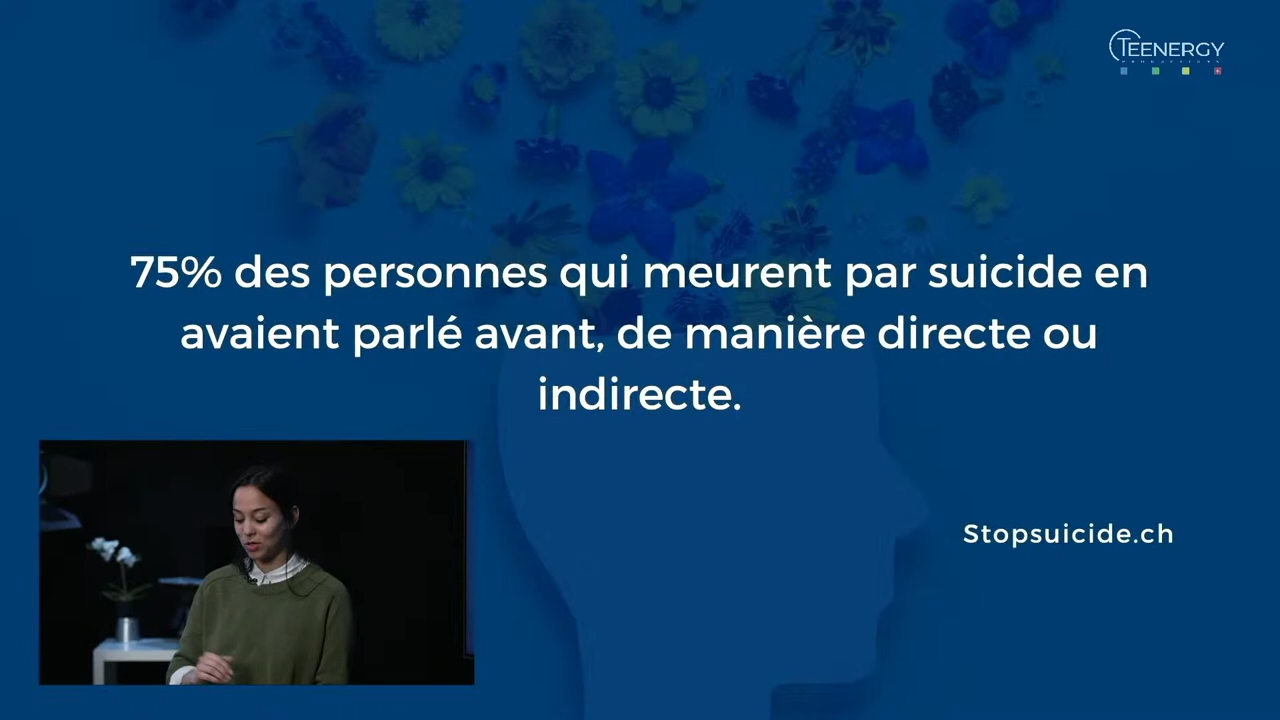 TEENERGY
PRODUCTIONS
75% des personnes qui meurent par suicide en
avaient parlé avant, de manière directe ou
indirecte.
Stopsuicide.ch